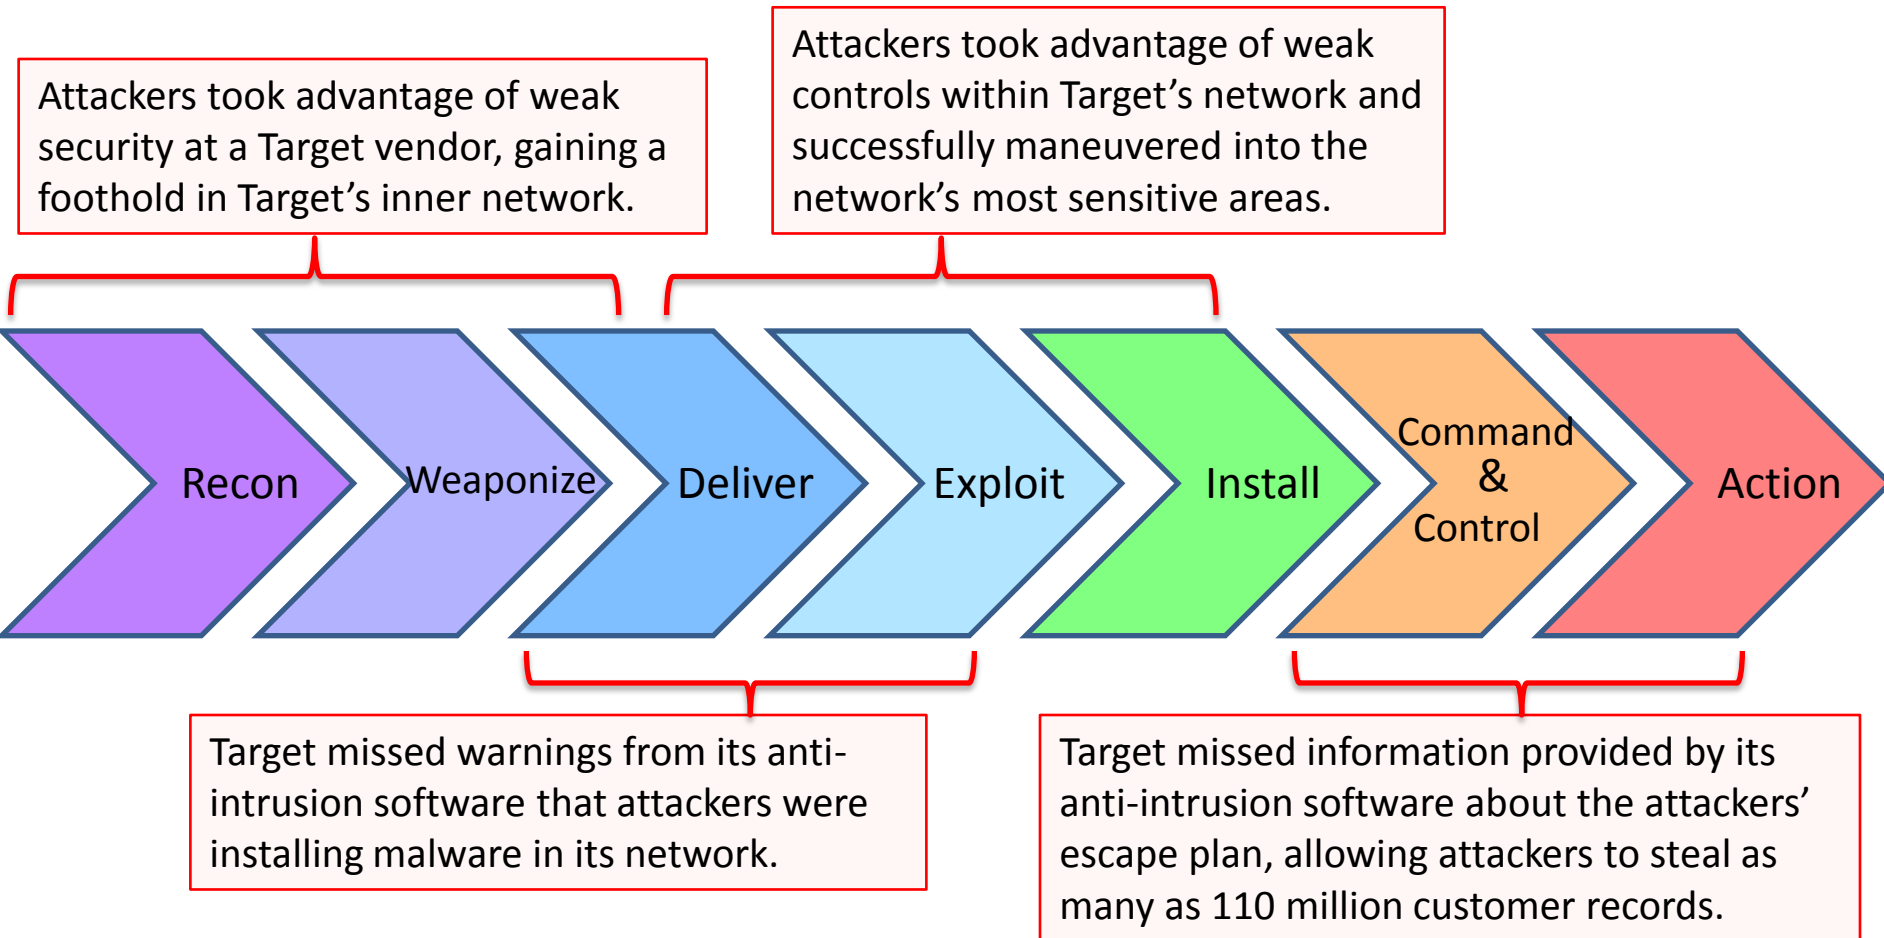 Attackers took advantage of weak
security at a Target vendor, gaining a
foothold in Target’s inner network.
Attackers took advantage of weak
controls within Target’s network and
successfully maneuvered into the
network’s most sensitive areas.
Recon
Weaponize
Deliver
Exploit
Install
Command
&
Control
Action
Target missed warnings from its anti-
intrusion software that attackers were
installing malware in its network.
Target missed information provided by its
anti-intrusion software about the attackers’
escape plan, allowing attackers to steal as
many as 110 million customer records.